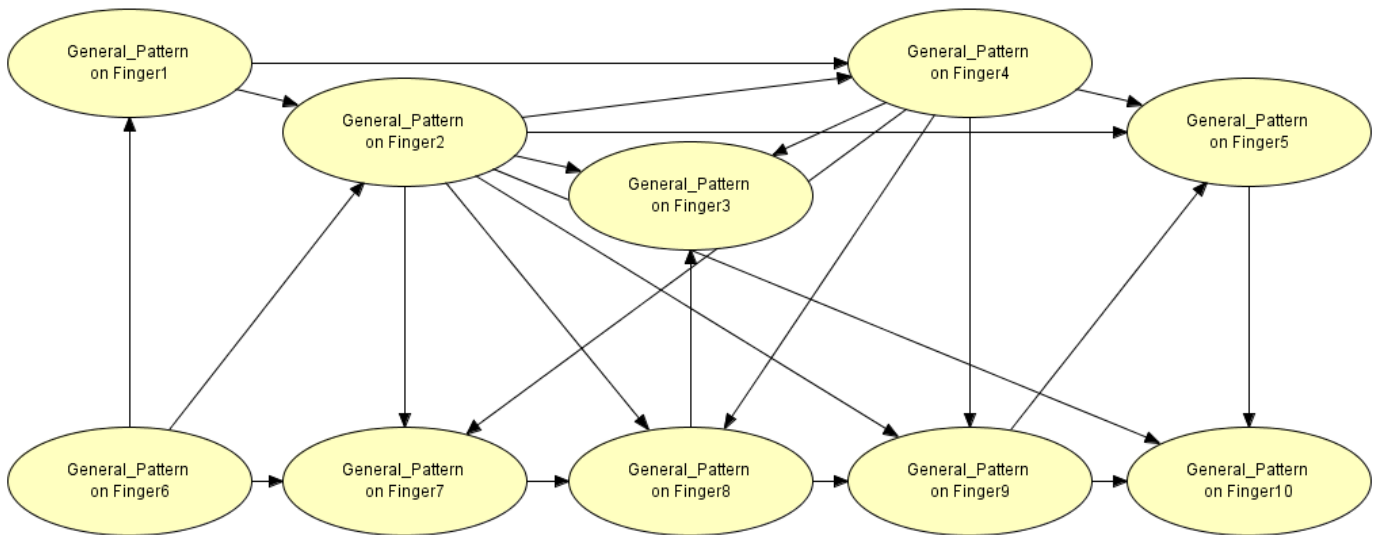 General_Pattern
on Finger1
General_Pattern
on Finger4
General_Pattern
on Finger2
General_Pattern
on Finger5
General_Pattern
on Finger3
General_Pattern
on Finger6
General_Pattern
on Finger7
General_Pattern
on Finger8
General_Pattern
on Finger9
General_Pattern
on Finger10